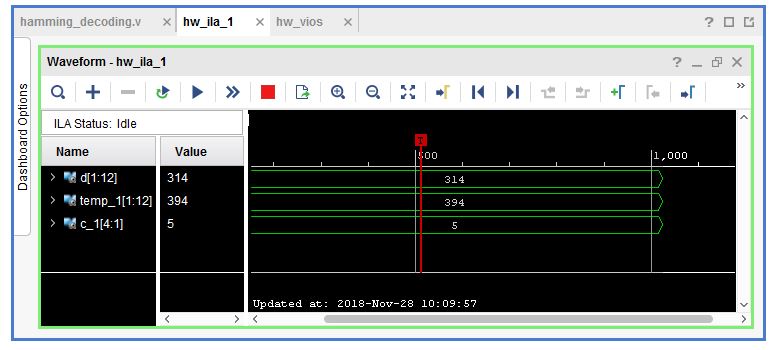 hamming_decoding.v × hw_ila_1 × hw_vios × ?
Dashboard Options
Waveform - hw_ila_1 ?
ILA Status: Idle
Name Value
500 1,000
d[1:12] 314 314
temp_1[1:12] 394 394
c_1[4:1] 5 5
Updated at: 2018-Nov-28 10:09:57